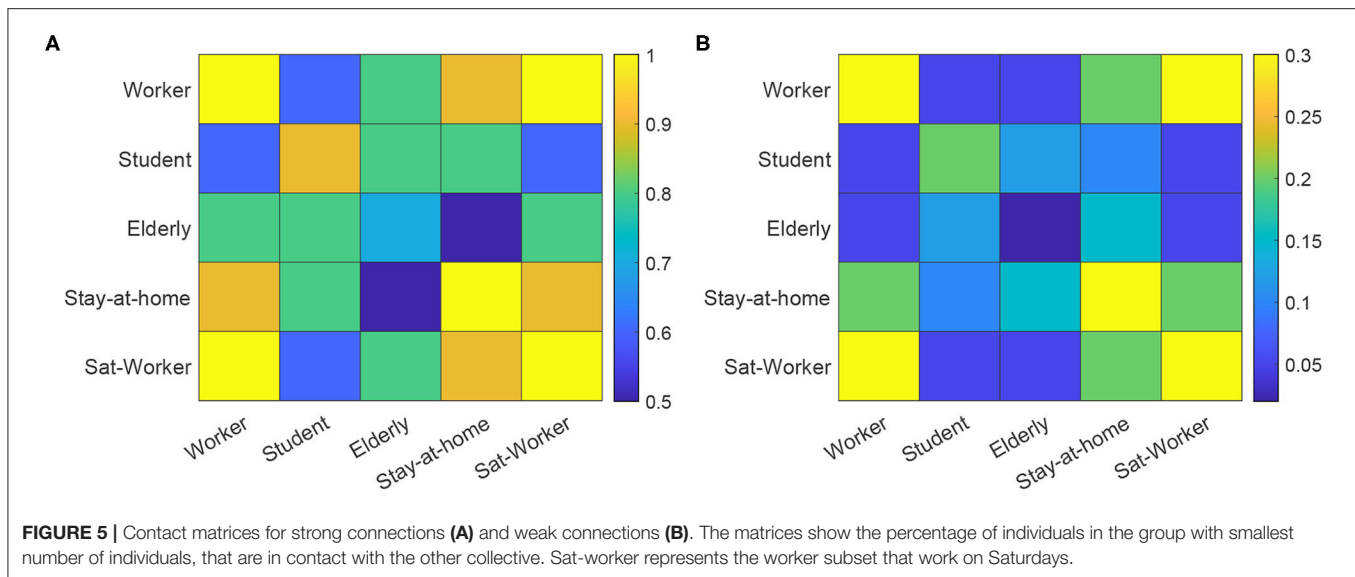 A
Worker
Student
Elderly
Stay-at-home
Sat-Worker
Worker
Student
Elderly
Stay-at-home
Sat-Worker
1
0.9
0.8
0.7
0.6
0.5
B
Worker
Student
Elderly
Stay-at-home
Sat-Worker
Worker
Student
Elderly
Stay-at-home
Sat-Worker
0.3
0.25
0.2
0.15
0.1
0.05
FIGURE 5 | Contact matrices for strong connections (A) and weak connections (B). The matrices show the percentage of individuals in the group with smallest
number of individuals, that are in contact with the other collective. Sat-worker represents the worker subset that work on Saturdays.